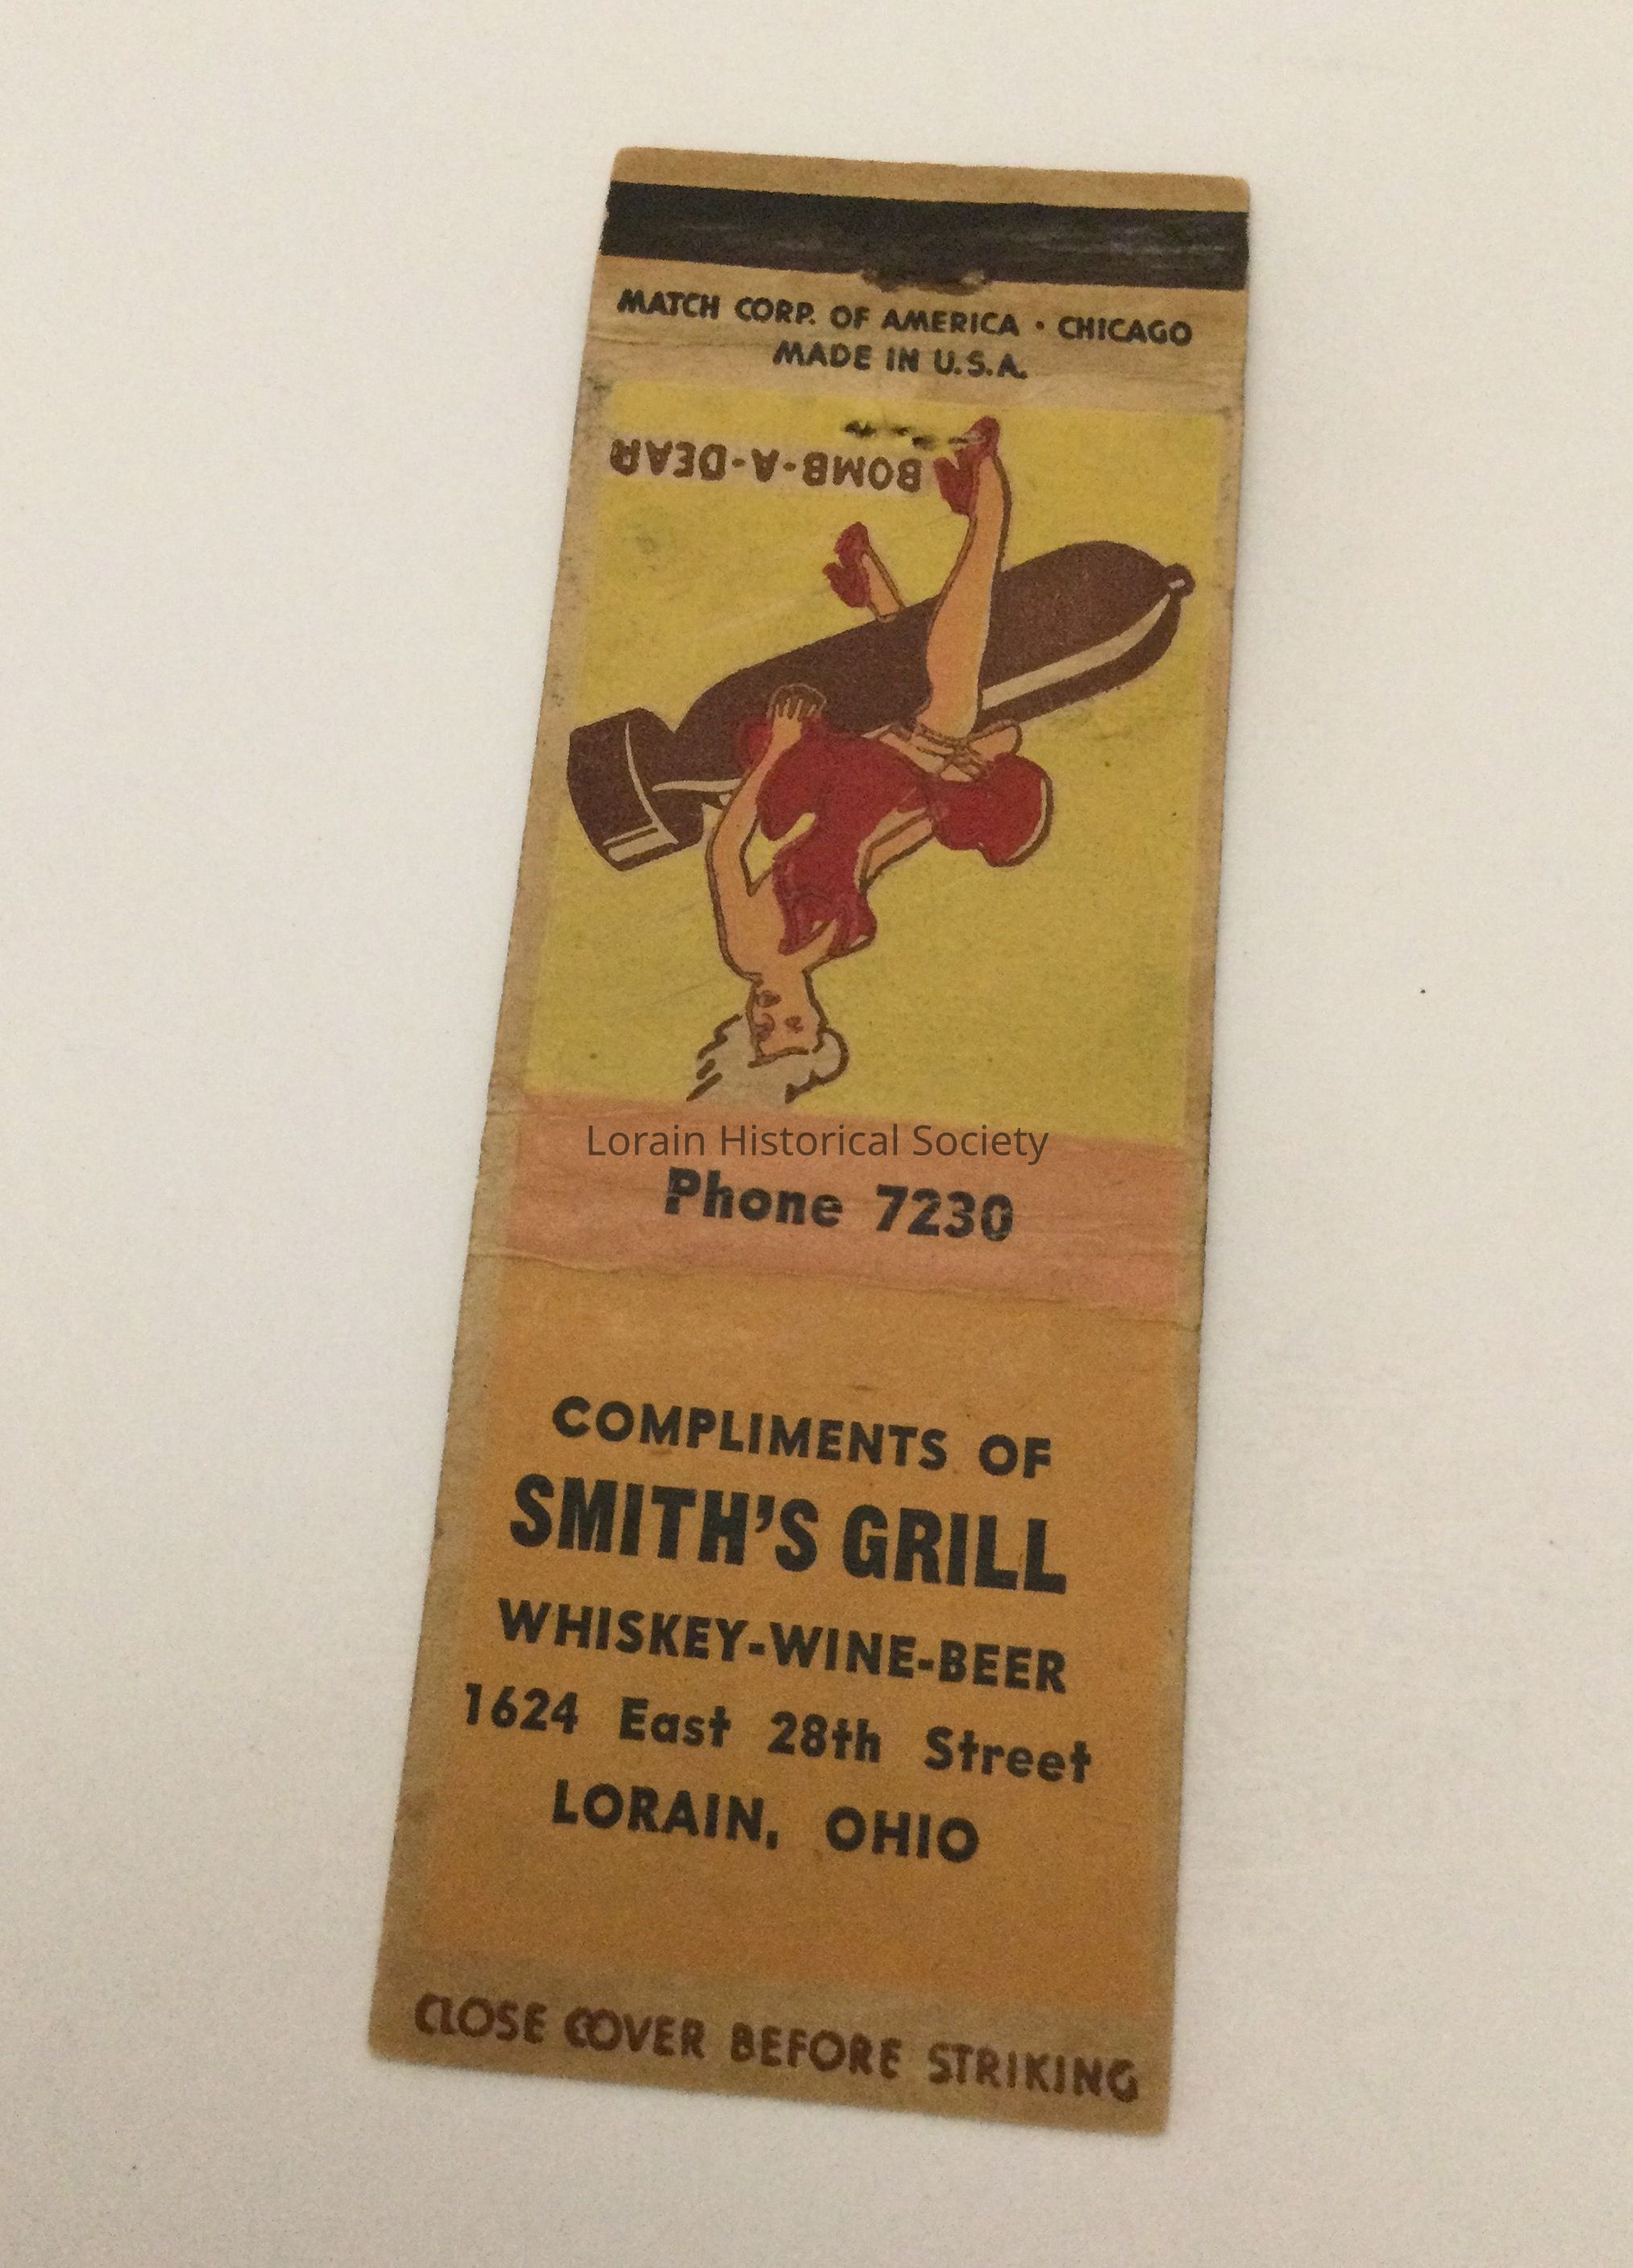 MATCH CORP. OF AMERICA · CHICAGO
MADE IN U.S.A.
BOMB-A-DEAR
Lorain Historical Society
Phone 7230
COMPLIMENTS OF
SMITH'S GRILL
WHISKEY-WINE-BEER
1624 East 28th Street
LORAIN, OHIO
CLOSE COVER BEFORE STRIKING